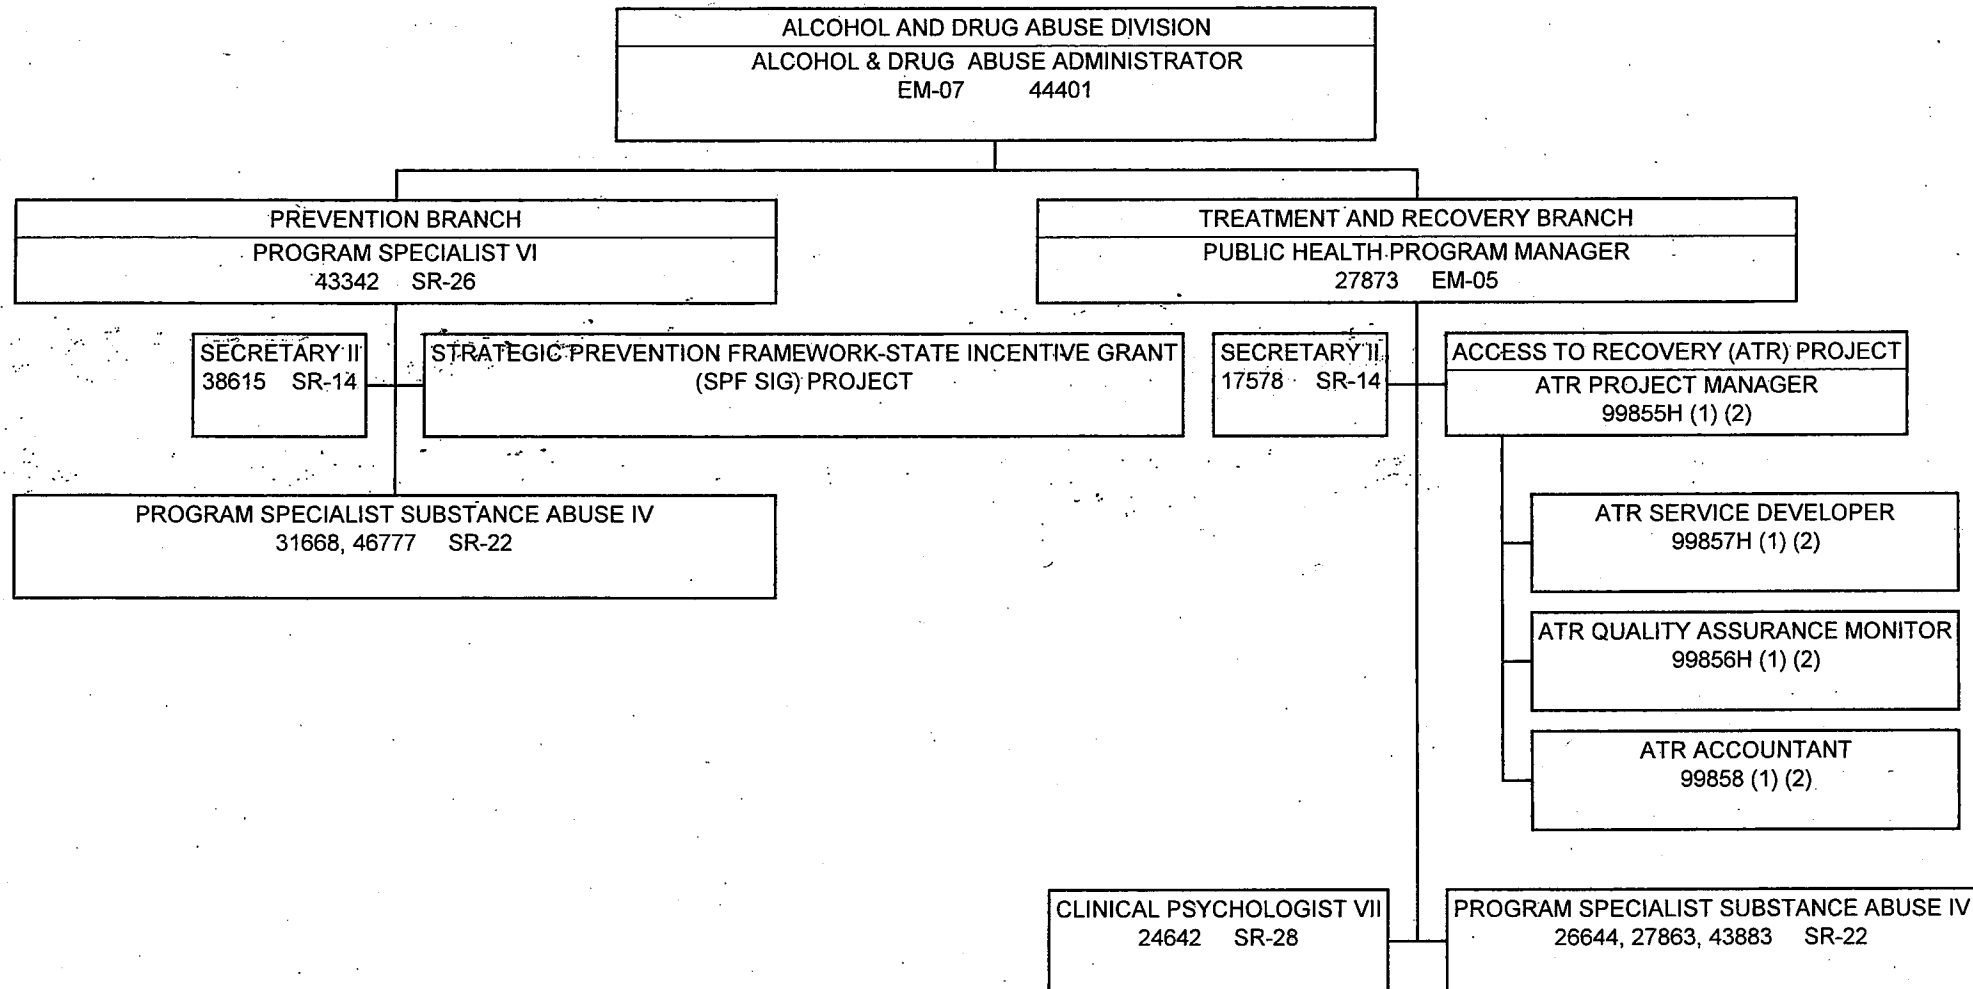 ALCOHOL AND DRUG ABUSE DIVISION
ALCOHOL & DRUG ABUSE ADMINISTRATOR
EM-07 44401
PREVENTION BRANCH
PROGRAM SPECIALIST VI
43342 SR-26
SECRETARY II
38615 SR-14
STRATEGIC PREVENTION FRAMEWORK-STATE INCENTIVE GRANT
(SPF SIG) PROJECT
PROGRAM SPECIALIST SUBSTANCE ABUSE IV
31668, 46777 SR-22
TREATMENT AND RECOVERY BRANCH
PUBLIC HEALTH PROGRAM MANAGER
27873 EM-05
SECRETARY II
17578 SR-14
ACCESS TO RECOVERY (ATR) PROJECT
ATR PROJECT MANAGER
99855H (1) (2)
ATR SERVICE DEVELOPER
99857H (1) (2)
ATR QUALITY ASSURANCE MONITOR
99856H (1) (2)
ATR ACCOUNTANT
99858 (1) (2)
CLINICAL PSYCHOLOGIST VII
24642 SR-28
PROGRAM SPECIALIST SUBSTANCE ABUSE IV
26644, 27863, 43883 SR-22